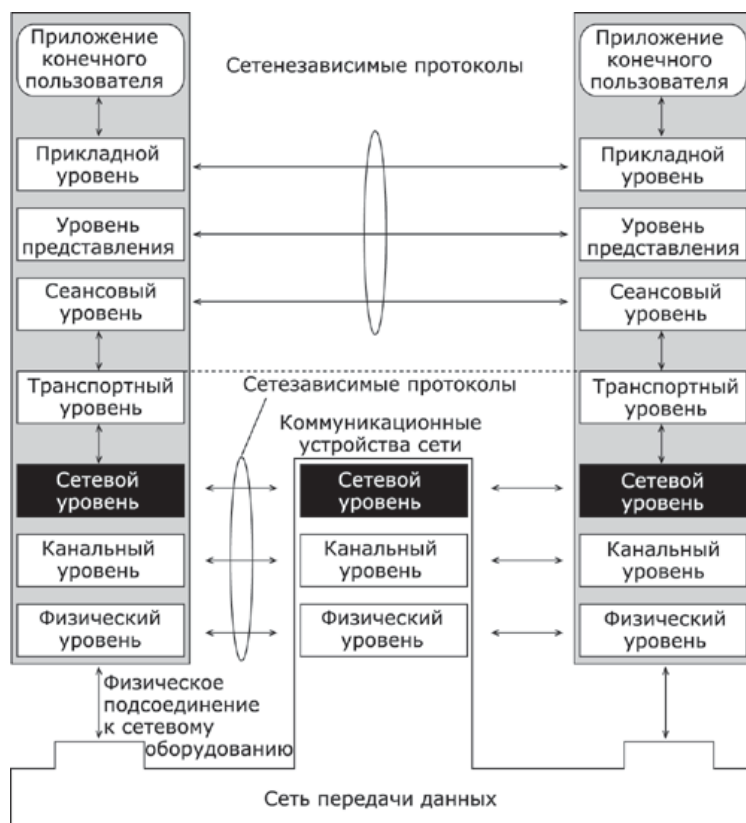 Приложение
конечного
пользователя
Сетенезависимые протоколы
Приложение
конечного
пользователя
Прикладной
уровень
Прикладной
уровень
Уровень
представления
Уровень
представления
Сеансовый
уровень
Сеансовый
уровень
Транспортный
уровень
Сетезависимые протоколы
Транспортный
уровень
Коммуникационные
устройства сети
Сетевой
уровень
Сетевой
уровень
Сетевой
уровень
Канальный
уровень
Канальный
уровень
Канальный
уровень
Физический
уровень
Физический
уровень
Физический
уровень
Физическое
подсоединение
к сетевому
оборудованию
Сеть передачи данных